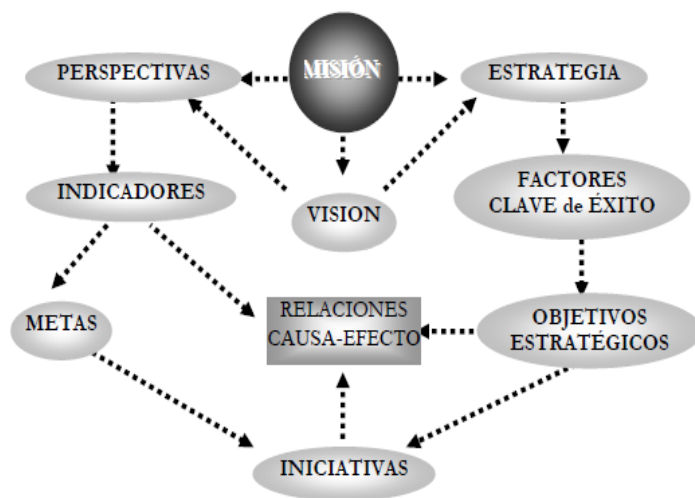 MISIÓN
PERSPECTIVAS
ESTRATEGIA
INDICADORES
VISION
FACTORES
CLAVE de ÉXITO
METAS
RELACIONES
CAUSA-EFECTO
OBJETIVOS
ESTRATÉGICOS
INICIATIVAS